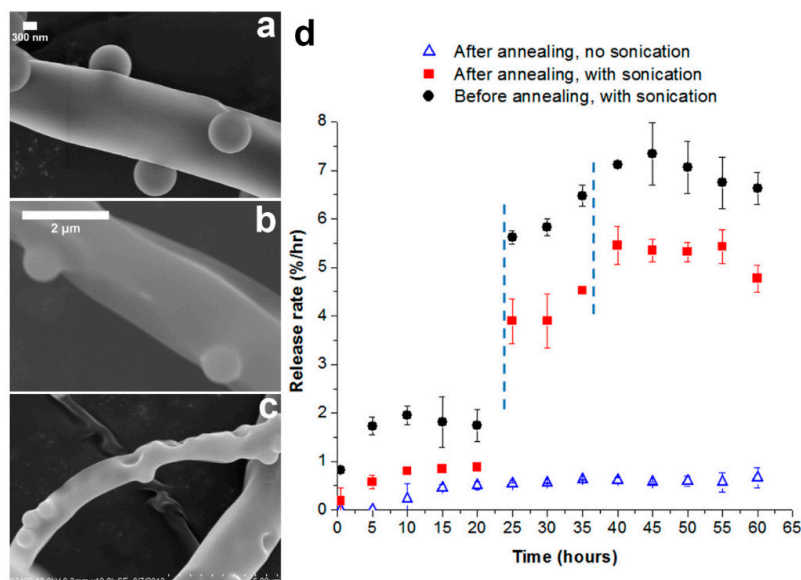 a
300 nm
b
2 µm
c
d
After annealing, no sonication
After annealing, with sonication
Before annealing, with sonication
8
7
6
5
4
3
2
1
0
Release rate (%/hr)
0 5 10 15 20 25 30 35 40 45 50 55 60 65
Time (hours)